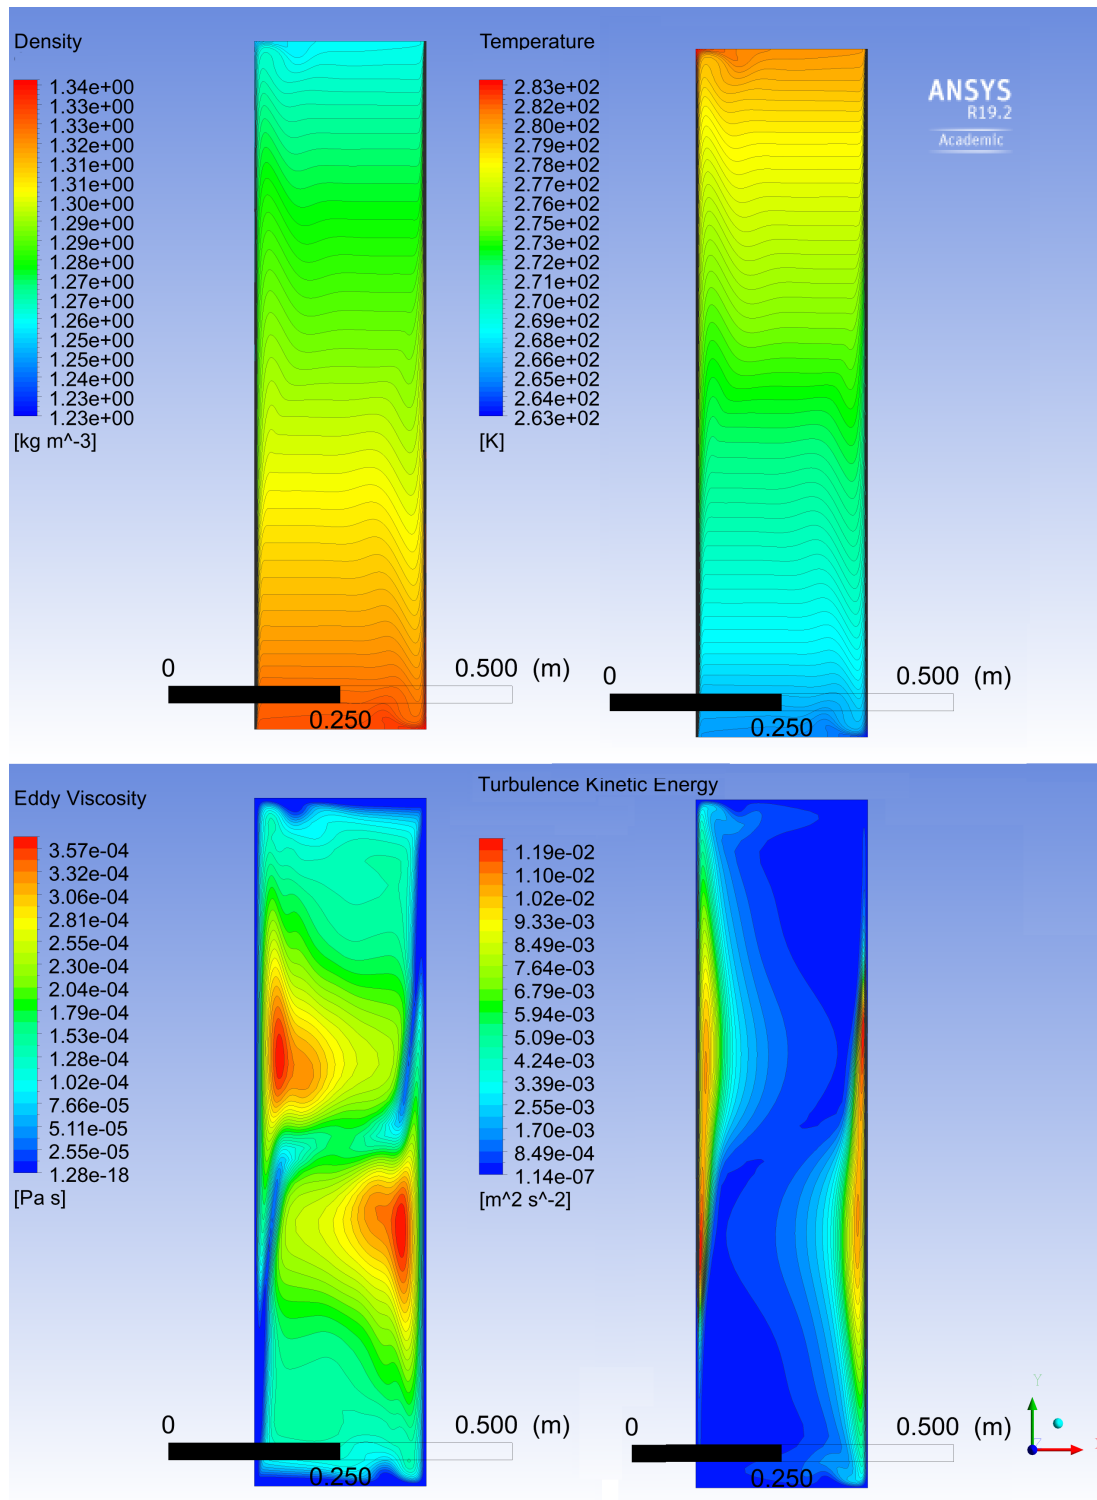 Density
1.34e+00
1.33e+00
1.33e+00
1.32e+00
1.31e+00
1.31e+00
1.30e+00
1.29e+00
1.29e+00
1.28e+00
1.27e+00
1.27e+00
1.26e+00
1.25e+00
1.25e+00
1.24e+00
1.23e+00
1.23e+00
[kg m^-3]
0
0.500 (m)
0.250
Temperature
2.83e+02
2.82e+02
2.80e+02
2.79e+02
2.78e+02
2.77e+02
2.76e+02
2.75e+02
2.73e+02
2.72e+02
2.71e+02
2.70e+02
2.69e+02
2.68e+02
2.66e+02
2.65e+02
2.64e+02
2.63e+02
[K]
0
0.500 (m)
0.250
ANSYS
R19.2
Academic
Eddy Viscosity
3.57e-04
3.32e-04
3.06e-04
2.81e-04
2.55e-04
2.30e-04
2.04e-04
1.79e-04
1.53e-04
1.28e-04
1.02e-04
7.66e-05
5.11e-05
2.55e-05
1.28e-18
[Pa s]
0
0.500 (m)
0.250
Turbulence Kinetic Energy
1.19e-02
1.10e-02
1.02e-02
9.33e-03
8.49e-03
7.64e-03
6.79e-03
5.94e-03
5.09e-03
4.24e-03
3.39e-03
2.55e-03
1.70e-03
8.49e-04
1.14e-07
[m^2 s^-2]
0
0.500 (m)
0.250
Y
Z